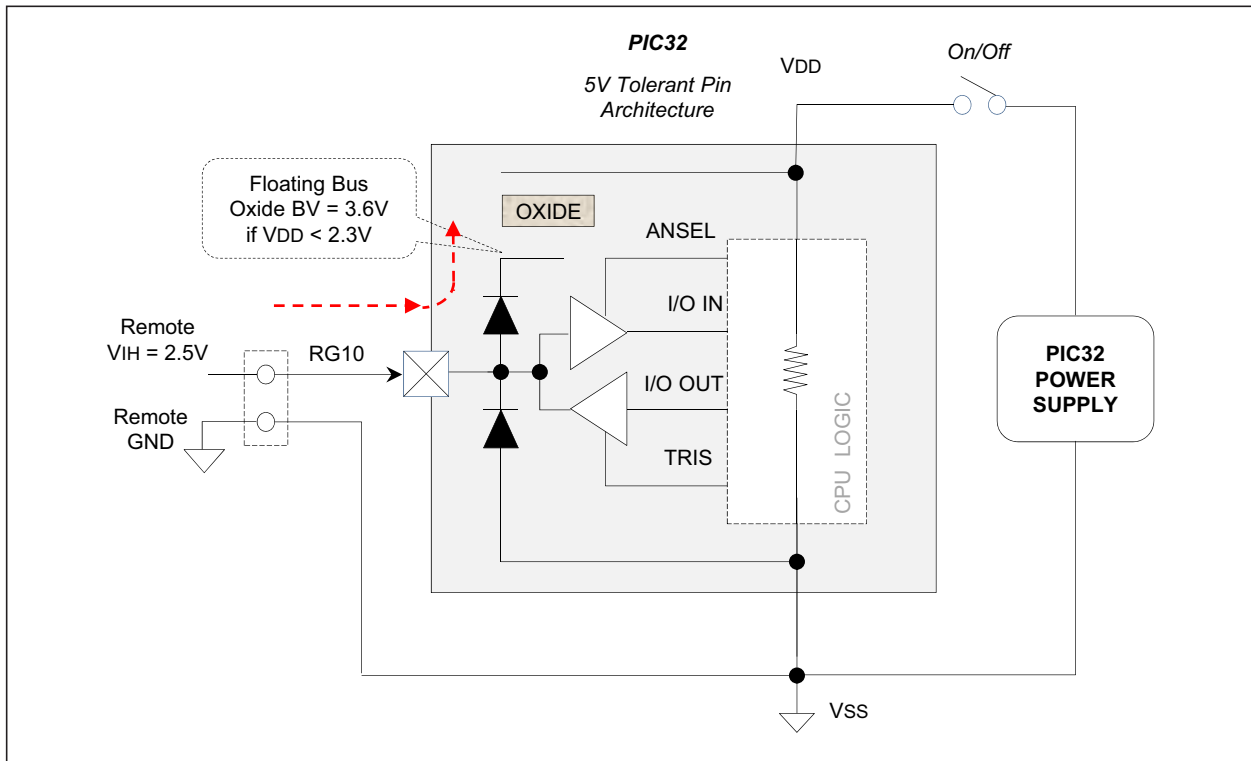 PIC32
5V Tolerant Pin
Architecture
VDD
On/Off
Floating Bus
Oxide BV = 3.6V
if VDD < 2.3V
OXIDE
ANSEL
I/O IN
Remote
VIH = 2.5V
RG10
I/O OUT
Remote
GND
TRIS
CPU LOGIC
PIC32
POWER
SUPPLY
VSS